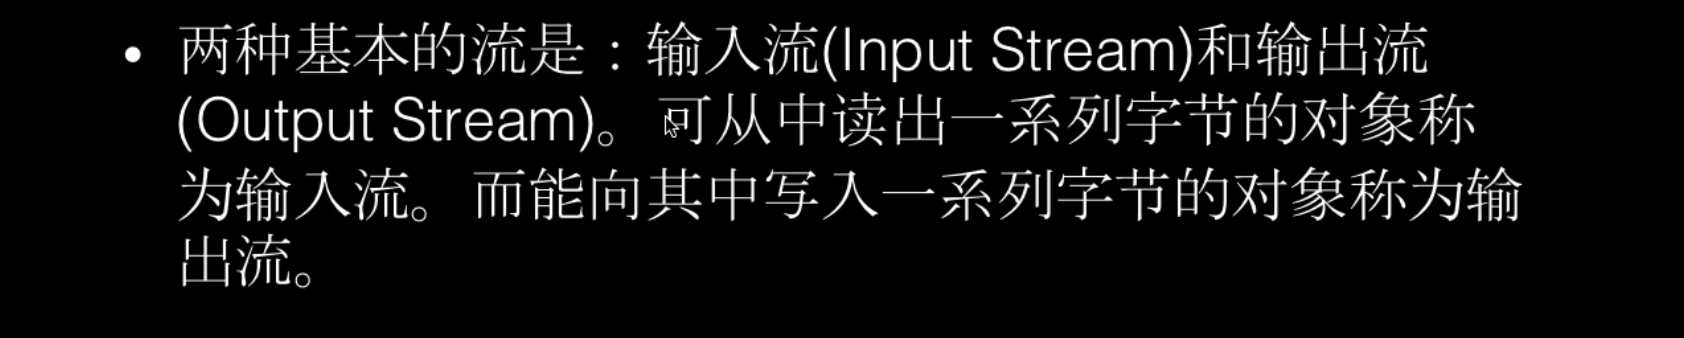 • 两种基本的流是：输入流(Input Stream)和输出流
(Output Stream)。 可从中读出一系列字节的对象称
为输入流。 而能向其中写入一系列字节的对象称为输
出流。